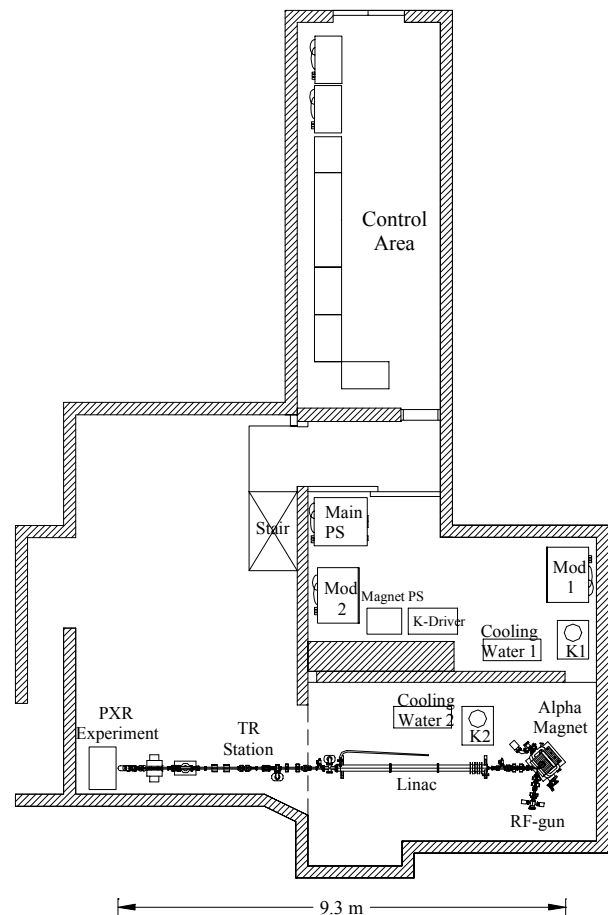 Control
Area
Stair
Main
PS
Mod
2
Magnet PS
K-Driver
Mod
1
Cooling
Water 1
K1
Cooling
Water 2
K2
Alpha
Magnet
PXR
Experiment
TR
Station
Linac
RF-gun
9.3 m